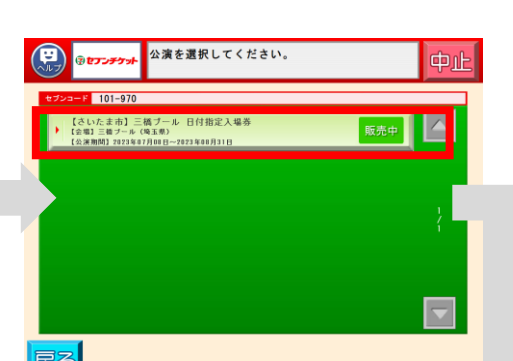 ヘルプ
セブンチケット
公演を選択してください。
中止
セブンコード 101-970
【さいたま市】三橋プール 日付指定入場券
【会場】三橋プール（埼玉県）
【公演期間】2023年07月08日～2023年08月31日
販売中
1/1
戻る